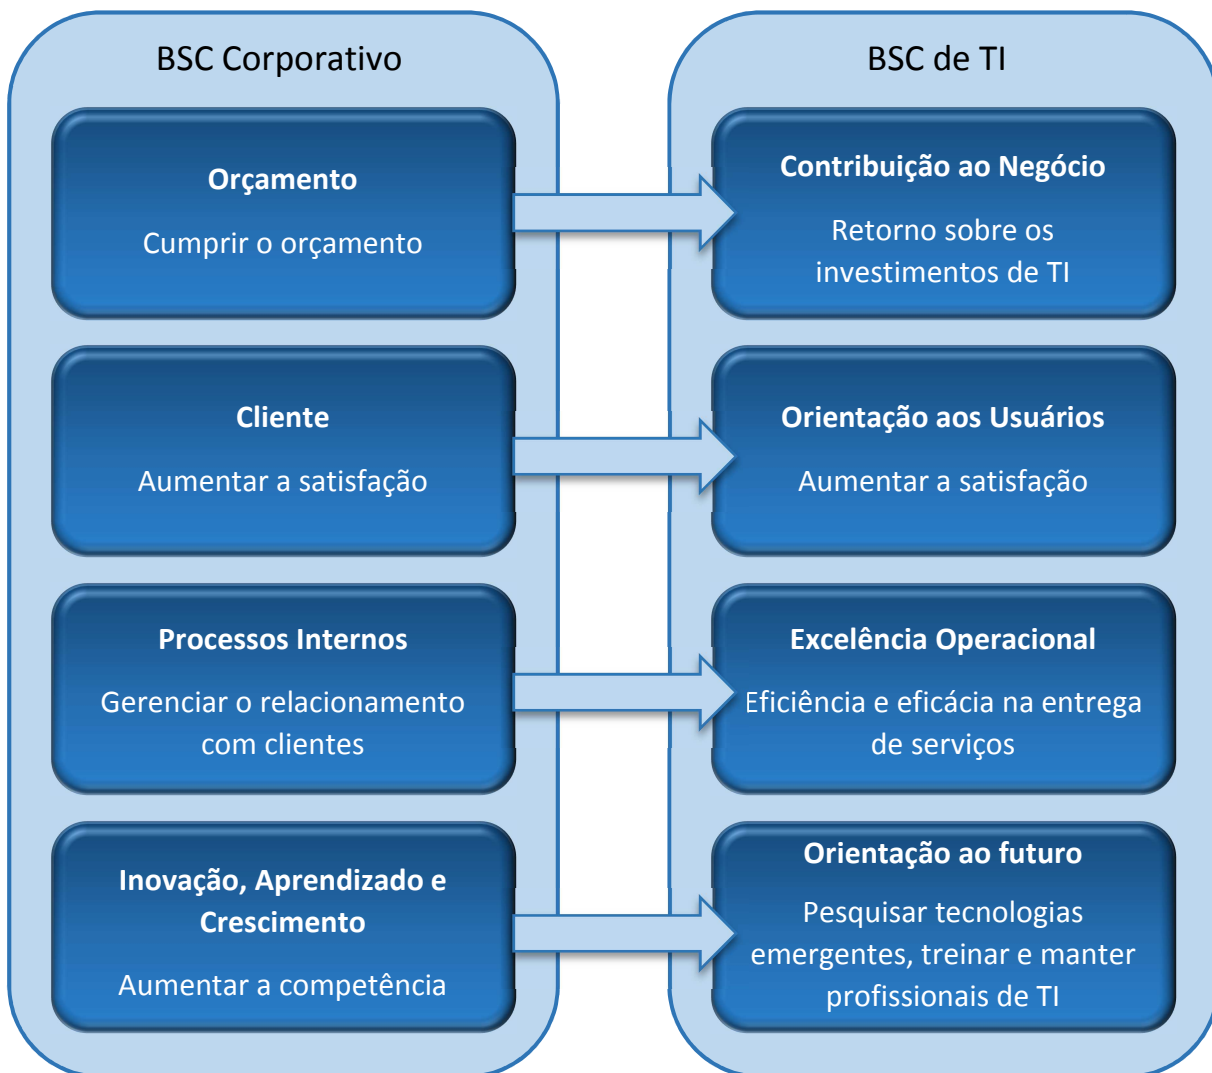 BSC Corporativo
Orçamento
Cumprir o orçamento
Cliente
Aumentar a satisfação
Processos Internos
Gerenciar o relacionamento
com clientes
Inovação, Aprendizado e
Crescimento
Aumentar a competência
BSC de TI
Contribuição ao Negócio
Retorno sobre os
investimentos de TI
Orientação aos Usuários
Aumentar a satisfação
Excelência Operacional
Eficiência e eficácia na entrega
de serviços
Orientação ao futuro
Pesquisar tecnologias
emergentes, treinar e manter
profissionais de TI